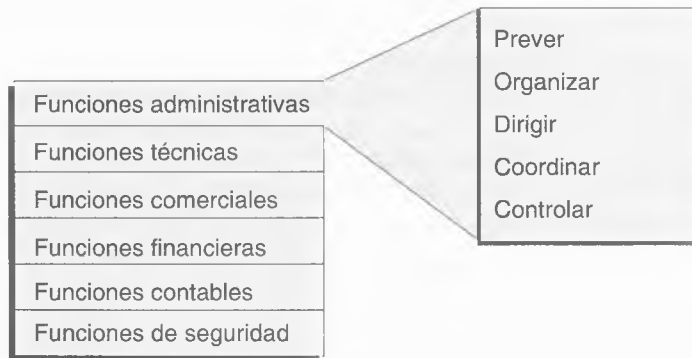 Funciones administrativas
Funciones técnicas
Funciones comerciales
Funciones financieras
Funciones contables
Funciones de seguridad
Prever
Organizar
Dirigir
Coordinar
Controlar